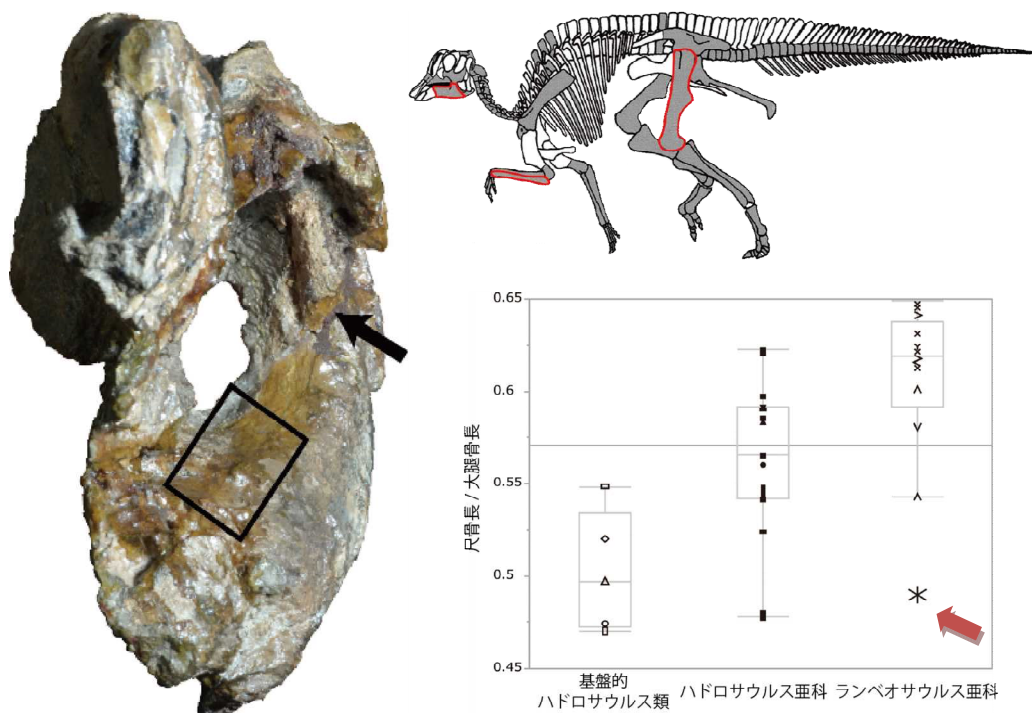 0.65
0.6
0.55
0.5
0.45
尺骨長 / 大腿骨長
基盤的
ハドロサウルス類
ハドロサウルス亜科
ランベオサウルス亜科